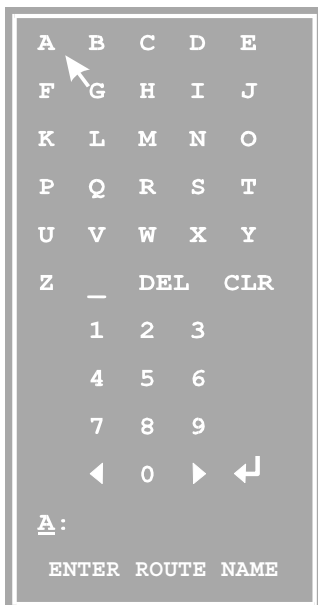 A B C D E
F G H I J
K L M N O
P Q R S T
U V W X Y
Z _ DEL CLR
1 2 3
4 5 6
7 8 9
◀ 0 ▶ ↵
A:
ENTER ROUTE NAME